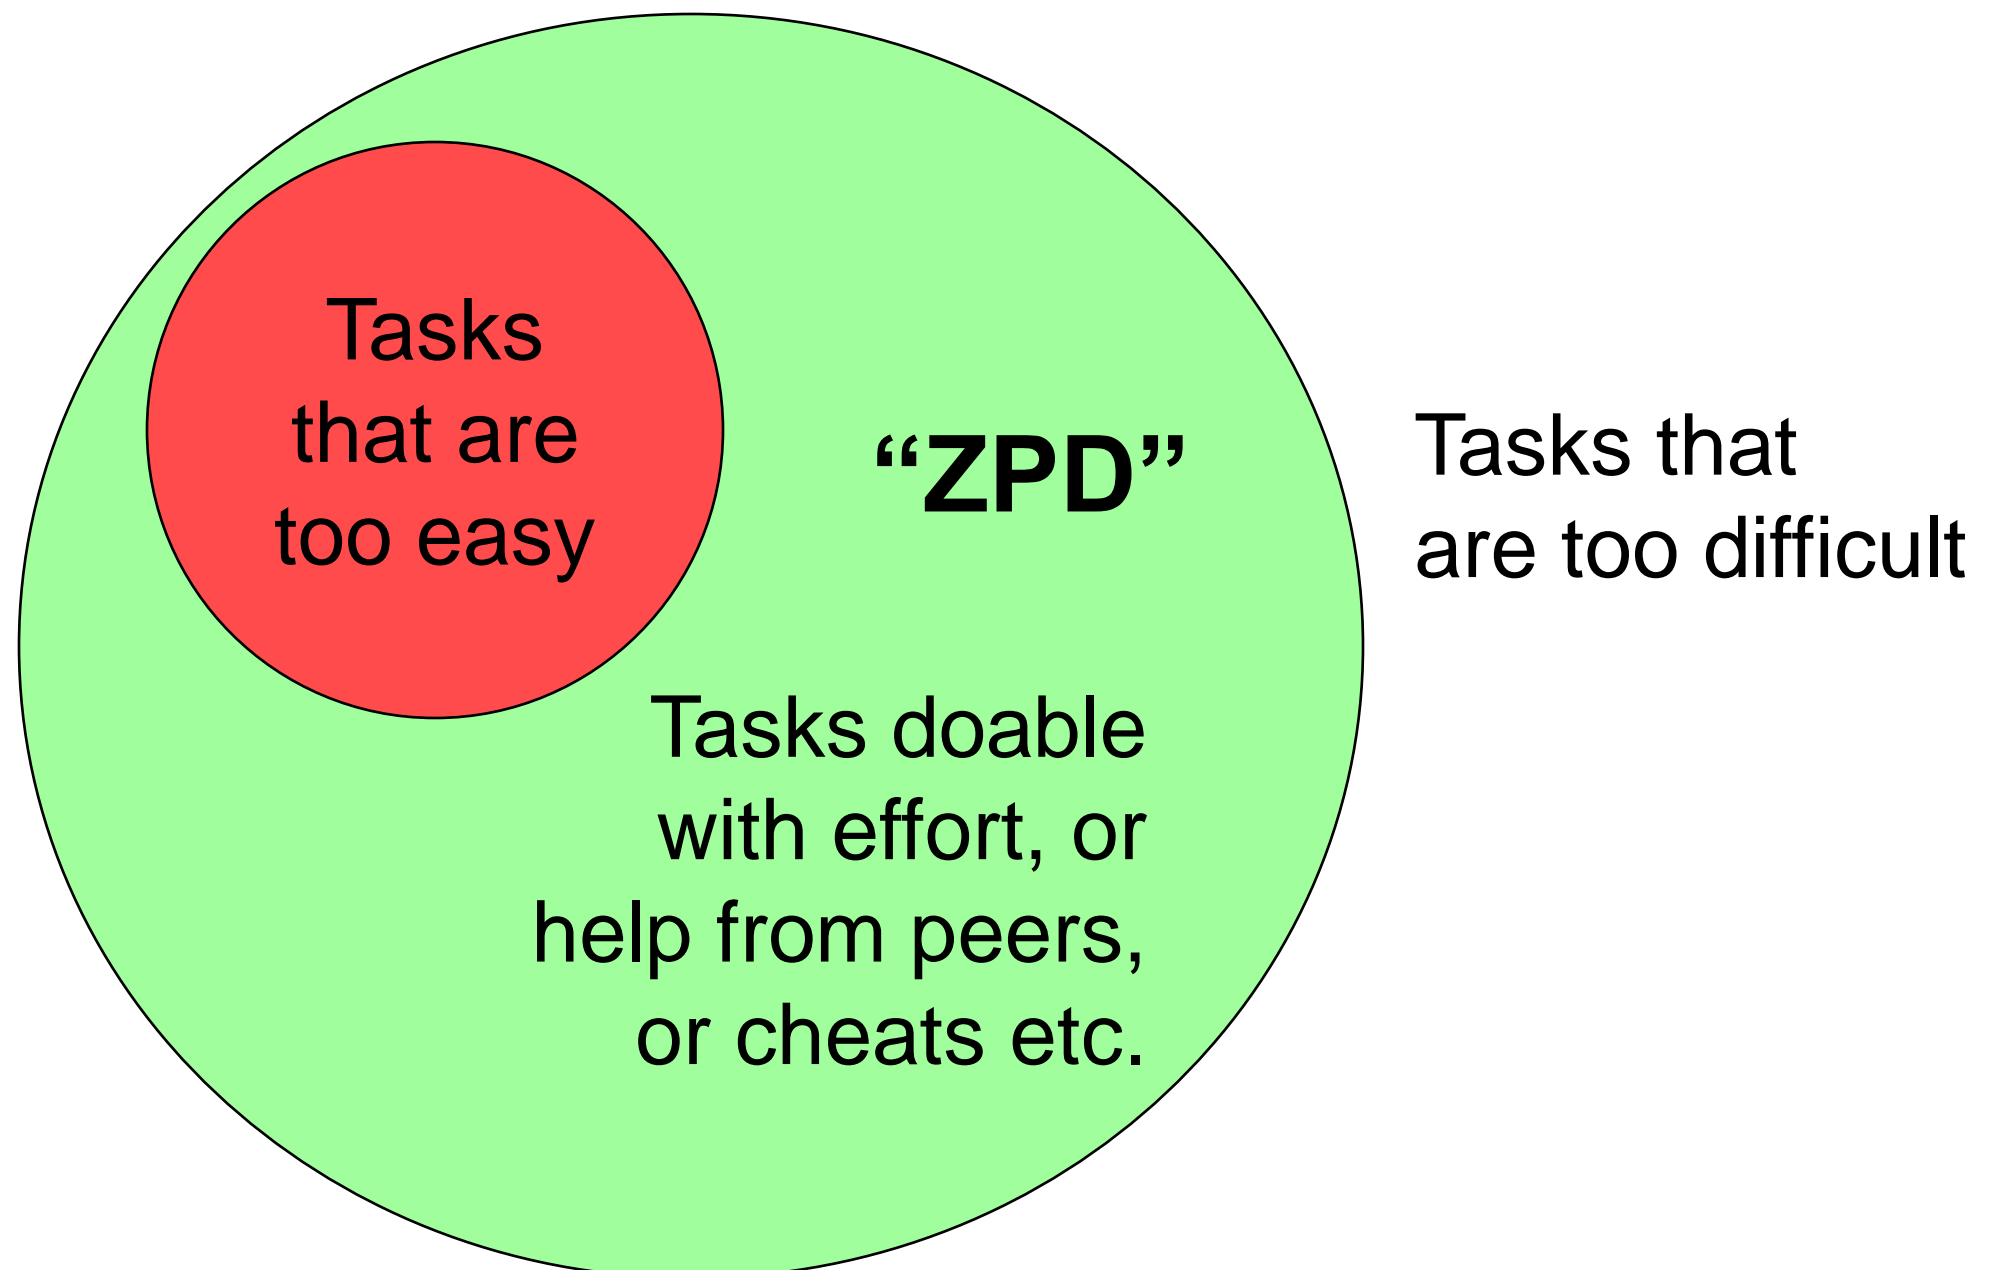 Tasks
that are
too easy
“ZPD”
Tasks that
are too difficult
Tasks doable
with effort, or
help from peers,
or cheats etc.